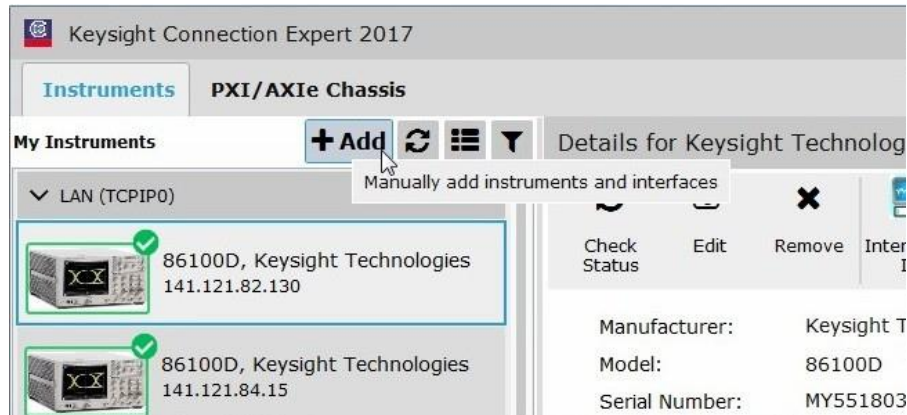 Keysight Connection Expert 2017
Instruments
PXI/AXIe Chassis
My Instruments
Add
Manually add instruments and interfaces
LAN (TCPIP0)
86100D, Keysight Technologies
141.121.82.130
86100D, Keysight Technologies
141.121.84.15
Details for Keysight Technolog
Check
Status
Edit
Remove
Inter
Manufacturer:
Keysight T
Model:
86100D
Serial Number:
MY551803